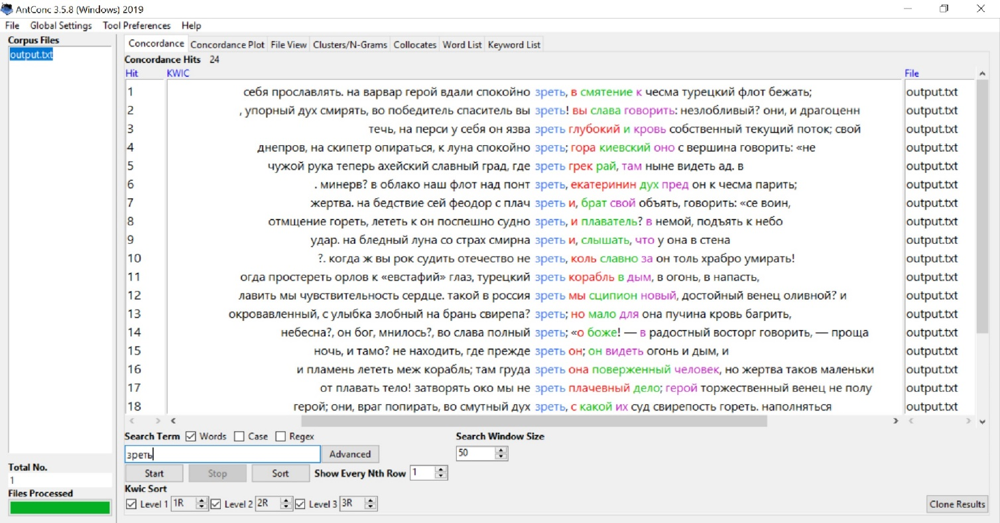 AntConc 3.5.8 (Windows) 2019
File Global Settings Tool Preferences Help
Corpus Files
output.txt
Concordance Concordance Plot File View Clusters/N-Grams Collocates Word List Keyword List
Concordance Hits 24
Hit KWIC File
1 себя прославлять. на варвар герой вдали спокойно зреть, в смятение к чесма турецкий флот бежать; output.txt
2 , упорный дух смирять, во победитель спаситель вы зреть! вы слава говорить: незлобливый? они, и драгоценн output.txt
3 течь, на перси у себя он язва зреть глубокий и кровь собственный текущий поток; свой output.txt
4 днепров, на скипетр опираться, к луна спокойно зреть; гора киевский оно с вершина говорить: «не output.txt
5 чужой рука теперь ахейский славный град, где зреть грек рай, там ныне видеть ад. в output.txt
6 . минерв? в облако наш флот над понт зреть, екатеринин дух пред он к чесма парить; output.txt
7 жертва. на бедствие сей феодор с плач зреть и, брат свой объять, говорить: «се воин, output.txt
8 отмщение гореть, лететь к он поспешно судно зреть, и плаватель? в немой, подъять к небо output.txt
9 удар. на бледный луна со страх смирна зреть и, слышать, что у она в стена output.txt
10 ?. когда ж вы рок судить отечество не зреть, коль славно за он толь храбро умирать! output.txt
11 огда простереть орлов к «евстафий» глаз, турецкий зреть корабль в дым, в огонь, в напасть, output.txt
12 лавить мы чувствительность сердце. такой в россия зреть мы сципион новый, достойный венец оливной? и output.txt
13 окровавленный, с улыбка злобный на брань свирепа? зреть; но мало для она пучина кровь багрить, output.txt
14 небесна?, он бог, мнилось?, во слава полный зреть; «о боже! — в радостный восторг говорить, — проща output.txt
15 ночь, и тамо? не находить, где прежде зреть он; он видеть огонь и дым, и output.txt
16 и пламень лететь меж корабль; там груда зреть она поверженный человек, но жертва таков маленьки output.txt
17 от плавать тело! затворять око мы не зреть плачевный дело; герой торжественный венец не полу output.txt
18 герой; они, враг попирать, во смутный дух зреть, с какой их суд свирепость гореть. наполняться output.txt
Search Term Words Case Regex Search Window Size
зреть Advanced 50
Start Stop Sort Show Every Nth Row 1
Total No.
1
Files Processed
Kwic Sort
Level 1 1R Level 2 2R Level 3 3R Clone Results